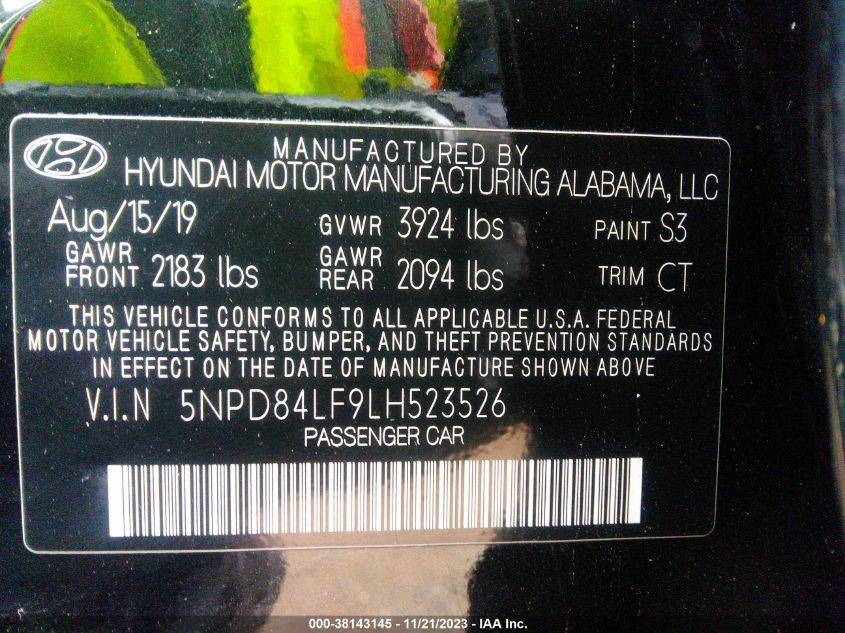 MANUFACTURED BY
HYUNDAI MOTOR MANUFACTURING ALABAMA, LLC
Aug/15/19 GVWR 3924 lbs PAINT S3
GAWR FRONT 2183 lbs GAWR REAR 2094 lbs TRIM CT
THIS VEHICLE CONFORMS TO ALL APPLICABLE U.S.A. FEDERAL
MOTOR VEHICLE SAFETY, BUMPER, AND THEFT PREVENTION STANDARDS
IN EFFECT ON THE DATE OF MANUFACTURE SHOWN ABOVE
V.I.N 5NPD84LF9LH523526
PASSENGER CAR
000-38143145 - 11/21/2023 - IAA Inc.